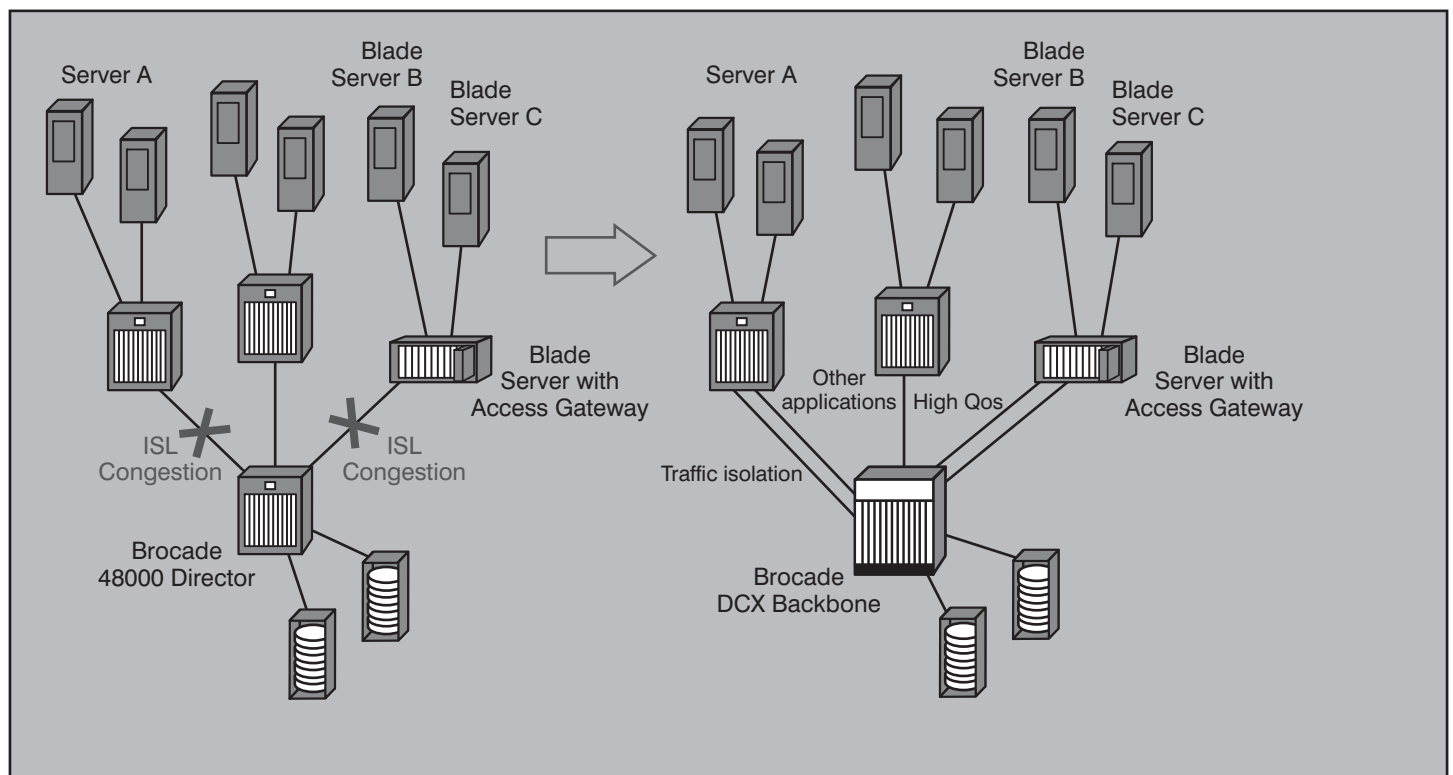 Server A
Blade
Server B
Blade
Server C
Blade
Server with
Access Gateway
ISL
Congestion
ISL
Congestion
Brocade
48000 Director
Server A
Blade
Server B
Blade
Server C
Other
applications
High Qos
Blade
Server with
Access Gateway
Traffic isolation
Brocade
DCX Backbone